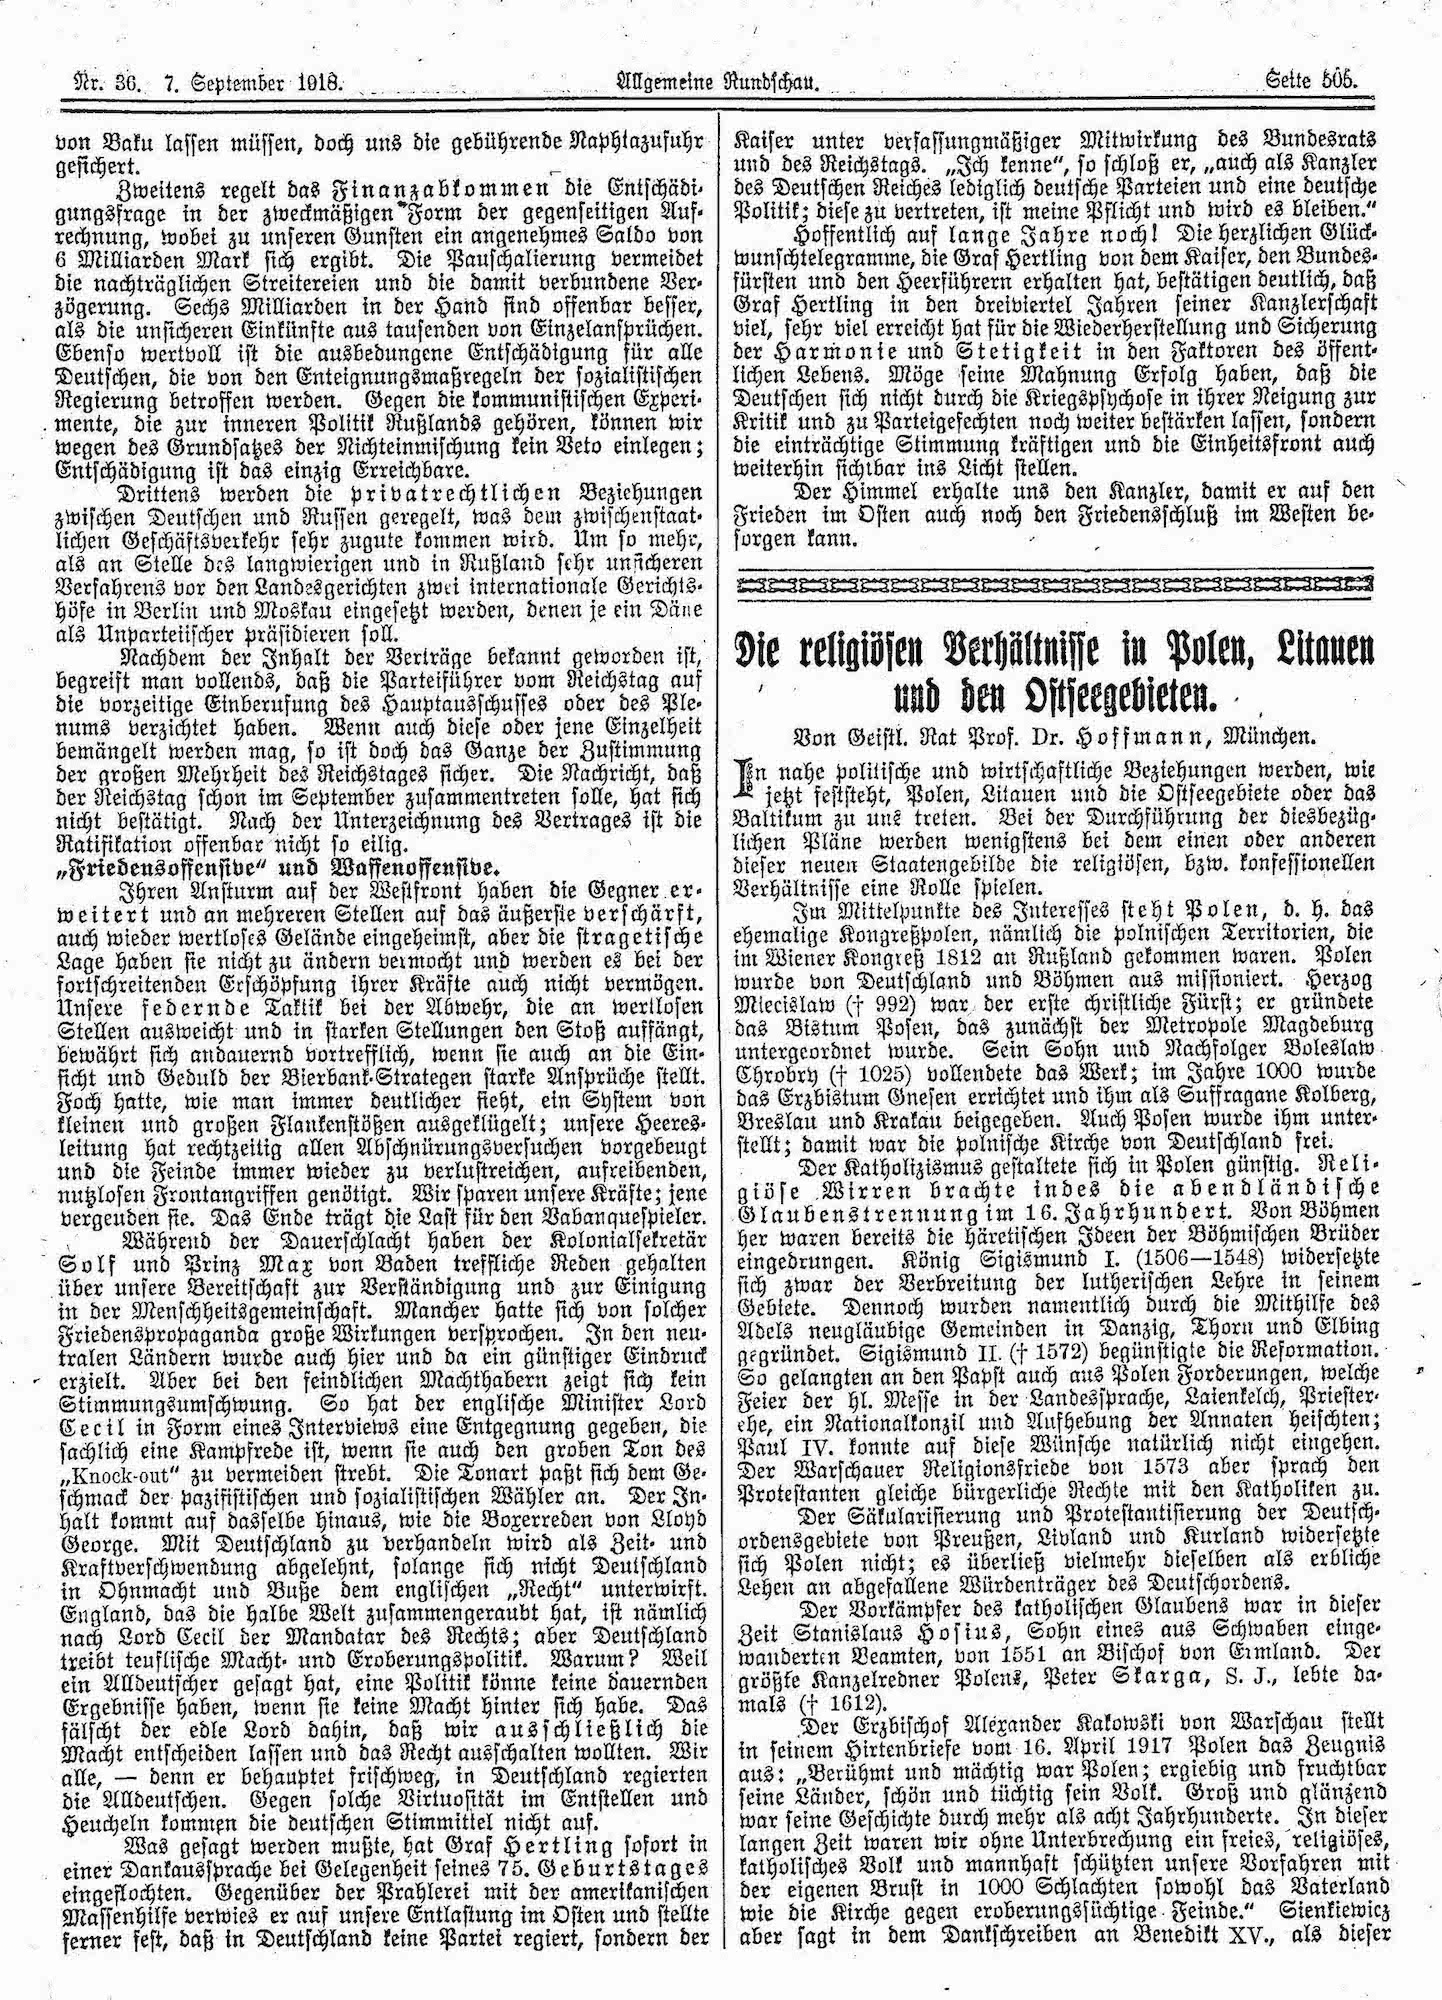 Nr. 36. 7. September 1918.
Allgemeine Rundschau.
Seite 505.
von Baku lassen müssen, doch uns die gebührende Naphtazufuhr
gesichert.
Zweitens regelt das Finanzabkommen die Entschädi-
gungsfrage in der zweckmäßigen Form der gegenseitigen Auf-
rechnung, wobei zu unseren Gunsten ein angenehmes Saldo von
6 Milliarden Mark sich ergibt. Die Pauschalierung vermeidet
die nachträglichen Streitereien und die damit verbundene Ver-
zögerung. Sechs Milliarden in der Hand sind offenbar besser,
als die unsicheren Einkünfte aus tausenden von Einzelansprüchen.
Ebenso wertvoll ist die ausbedungene Entschädigung für alle
Deutschen, die von den Enteignungsmaßregeln der sozialistischen
Regierung betroffen werden. Gegen die kommunistischen Experi-
mente, die zur inneren Politik Rußlands gehören, können wir
wegen des Grundsatzes der Nichteinmischung kein Veto einlegen;
Entschädigung ist das einzig Erreichbare.
Drittens werden die privatrechtlichen Beziehungen
zwischen Deutschen und Russen geregelt, was dem zwischenstaat-
lichen Geschäftsverkehr sehr zugute kommen wird. Um so mehr,
als an Stelle des langwierigen und in Rußland sehr unsicheren
Verfahrens vor den Landesgerichten zwei internationale Gerichts-
höfe in Berlin und Moskau eingesetzt werden, denen je ein Däne
als Unparteiischer präsidieren soll.
Nachdem der Inhalt der Verträge bekannt geworden ist,
begreift man vollends, daß die Parteiführer vom Reichstag auf
die vorzeitige Einberufung des Hauptausschusses oder des Ple-
nums verzichtet haben. Wenn auch diese oder jene Einzelheit
bemängelt werden mag, so ist doch das Ganze der Zustimmung
der großen Mehrheit des Reichstages sicher. Die Nachricht, daß
der Reichstag schon im September zusammentreten solle, hat sich
nicht bestätigt. Nach der Unterzeichnung des Vertrages ist die
Ratifikation offenbar nicht so eilig.
„Friedensoffensive“ und Waffenoffensive.
Ihren Ansturm auf der Westfront haben die Gegner er-
weitert und an mehreren Stellen auf das äußerste verschärft,
auch wieder wertloses Gelände eingeheimst, aber die stragetische
Lage haben sie nicht zu ändern vermocht und werden es bei der
fortschreitenden Erschöpfung ihrer Kräfte auch nicht vermögen.
Unsere federnde Taktik bei der Abwehr, die an wertlosen
Stellen ausweicht und in starken Stellungen den Stoß auffängt,
bewährt sich andauernd vortrefflich, wenn sie auch an die Ein-
sicht und Geduld der Bierbank-Strategen starke Ansprüche stellt.
Foch hatte, wie man immer deutlicher sieht, ein System von
kleinen und großen Flankenstößen ausgeklügelt; unsere Heeres-
leitung hat rechtzeitig allen Abschnürungsversuchen vorgebeugt
und die Feinde immer wieder zu verlustreichen, aufreibenden,
nutzlosen Frontangriffen genötigt. Wir sparen unsere Kräfte; jene
vergeuden sie. Das Ende trägt die Last für den Vabanquespieler.
Während der Dauerschlacht haben der Kolonialsekretär
Solf und Prinz Max von Baden treffliche Reden gehalten
über unsere Bereitschaft zur Verständigung und zur Einigung
in der Menschheitsgemeinschaft. Mancher hatte sich von solcher
Friedenspropaganda große Wirkungen versprochen. In den neu-
tralen Ländern wurde auch hier und da ein günstiger Eindruck
erzielt. Aber bei den feindlichen Machthabern zeigt sich kein
Stimmungsumschwung. So hat der englische Minister Lord
Cecil in Form eines Interviews eine Entgegnung gegeben, die
sachlich eine Kampfrede ist, wenn sie auch den groben Ton des
„Knock-out“ zu vermeiden strebt. Die Tonart paßt sich dem Ge-
schmack der pazifistischen und sozialistischen Wähler an. Der In-
halt kommt auf dasselbe hinaus, wie die Boxerreden von Lloyd
George. Mit Deutschland zu verhandeln wird als Zeit- und
Kraftverschwendung abgelehnt, solange sich nicht Deutschland
in Ohnmacht und Buße dem englischen „Recht“ unterwirft.
England, das die halbe Welt zusammengeraubt hat, ist nämlich
nach Lord Cecil der Mandatar des Rechts; aber Deutschland
treibt teuflische Macht- und Eroberungspolitik. Warum? Weil
ein Alldeutscher gesagt hat, eine Politik könne keine dauernden
Ergebnisse haben, wenn sie keine Macht hinter sich habe. Das
fälscht der edle Lord dahin, daß wir ausschließlich die
Macht entscheiden lassen und das Recht ausschalten wollten. Wir
alle, — denn er behauptet frischweg, in Deutschland regierten
die Alldeutschen. Gegen solche Virtuosität im Entstellen und
Heucheln kommen die deutschen Stimmittel nicht auf.
Was gesagt werden mußte, hat Graf Hertling sofort in
einer Dankaussprache bei Gelegenheit seines 75. Geburtstages
eingeflochten. Gegenüber der Prahlerei mit der amerikanischen
Massenhilfe verwies er auf unsere Entlastung im Osten und stellte
ferner fest, daß in Deutschland keine Partei regiert, sondern der
Kaiser unter verfassungmäßiger Mitwirkung des Bundesrats
und des Reichstags. „Ich kenne“, so schloß er, „auch als Kanzler
des Deutschen Reiches lediglich deutsche Parteien und eine deutsche
Politik; diese zu vertreten, ist meine Pflicht und wird es bleiben.“
Hoffentlich auf lange Jahre noch! Die herzlichen Glück-
wunschtelegramme, die Graf Hertling von dem Kaiser, den Bundes-
fürsten und den Heerführern erhalten hat, bestätigen deutlich, daß
Graf Hertling in den dreiviertel Jahren seiner Kanzlerschaft
viel, sehr viel erreicht hat für die Wiederherstellung und Sicherung
der Harmonie und Stetigkeit in den Faktoren des öffent-
lichen Lebens. Möge seine Mahnung Erfolg haben, daß die
Deutschen sich nicht durch die Kriegspsychose in ihrer Neigung zur
Kritik und zu Parteigefechten noch weiter bestärken lassen, sondern
die einträchtige Stimmung kräftigen und die Einheitsfront auch
weiterhin sichtbar ins Licht stellen.
Der Himmel erhalte uns den Kanzler, damit er auf den
Frieden im Osten auch noch den Friedensschluß im Westen be-
sorgen kann.
Die religiösen Verhältnisse in Polen, Litauen
und den Ostseegebieten.
Von Geistl. Rat Prof. Dr. Hoffmann, München.
In nahe politische und wirtschaftliche Beziehungen werden, wie
jetzt feststeht, Polen, Litauen und die Ostseegebiete oder das
Baltikum zu uns treten. Bei der Durchführung der diesbezüg-
lichen Pläne werden wenigstens bei dem einen oder anderen
dieser neuen Staatengebilde die religiösen, bzw. konfessionellen
Verhältnisse eine Rolle spielen.
Im Mittelpunkte des Interesses steht Polen, d. h. das
ehemalige Kongreßpolen, nämlich die polnischen Territorien, die
im Wiener Kongreß 1812 an Rußland gekommen waren. Polen
wurde von Deutschland und Böhmen aus missioniert. Herzog
Miecislaw († 992) war der erste christliche Fürst; er gründete
das Bistum Posen, das zunächst der Metropole Magdeburg
untergeordnet wurde. Sein Sohn und Nachfolger Boleslaw
Chrobry († 1025) vollendete das Werk; im Jahre 1000 wurde
das Erzbistum Gnesen errichtet und ihm als Suffragane Kolberg,
Breslau und Krakau beigegeben. Auch Posen wurde ihm unter-
stellt; damit war die polnische Kirche von Deutschland frei.
Der Katholizismus gestaltete sich in Polen günstig. Reli-
giöse Wirren brachte indes die abendländische
Glaubenstrennung im 16. Jahrhundert. Von Böhmen
her waren bereits die häretischen Ideen der Böhmischen Brüder
eingedrungen. König Sigismund I. (1506—1548) widersetzte
sich zwar der Verbreitung der lutherischen Lehre in seinem
Gebiete. Dennoch wurden namentlich durch die Mithilfe des
Adels neugläubige Gemeinden in Danzig, Thorn und Elbing
gegründet. Sigismund II. († 1572) begünstigte die Reformation.
So gelangten an den Papst auch aus Polen Forderungen, welche
Feier der hl. Messe in der Landessprache, Laienkelch, Priester-
ehe, ein Nationalkonzil und Aufhebung der Annaten heischten;
Paul IV. konnte auf diese Wünsche natürlich nicht eingehen.
Der Warschauer Religionsfriede von 1573 aber sprach den
Protestanten gleiche bürgerliche Rechte mit den Katholiken zu.
Der Säkularisierung und Protestantisierung der Deutsch-
ordensgebiete von Preußen, Livland und Kurland widersetzte
sich Polen nicht; es überließ vielmehr dieselben als erbliche
Lehen an abgefallene Würdenträger des Deutschordens.
Der Vorkämpfer des katholischen Glaubens war in dieser
Zeit Stanislaus Hosius, Sohn eines aus Schwaben einge-
wanderten Beamten, von 1551 an Bischof von Ermland. Der
größte Kanzelredner Polens, Peter Skarga, S. J., lebte da-
mals († 1612).
Der Erzbischof Alexander Kakowski von Warschau stellt
in seinem Hirtenbriefe vom 16. April 1917 Polen das Zeugnis
aus: „Berühmt und mächtig war Polen; ergiebig und fruchtbar
seine Länder, schön und tüchtig sein Volk. Groß und glänzend
war seine Geschichte durch mehr als acht Jahrhunderte. In dieser
langen Zeit waren wir ohne Unterbrechung ein freies, religiöses,
katholisches Volk und mannhaft schützten unsere Vorfahren mit
der eigenen Brust in 1000 Schlachten sowohl das Vaterland
wie die Kirche gegen eroberungssüchtige Feinde.“ Sienkiewicz
aber sagt in dem Dankschreiben an Benedikt XV., als dieser